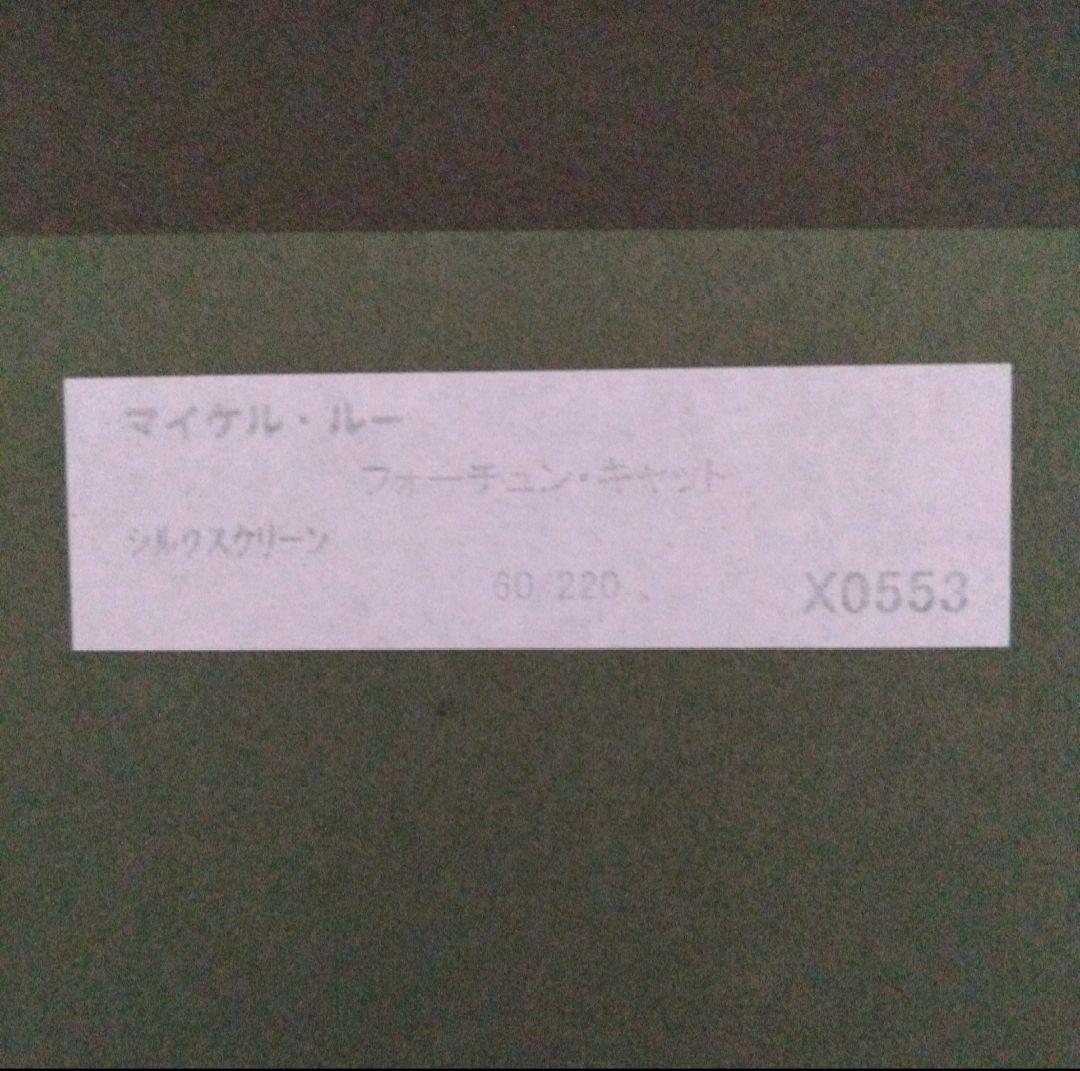 マイケル・ルー
フォーチュン・キャット
シルクスクリーン
60/220 X0553